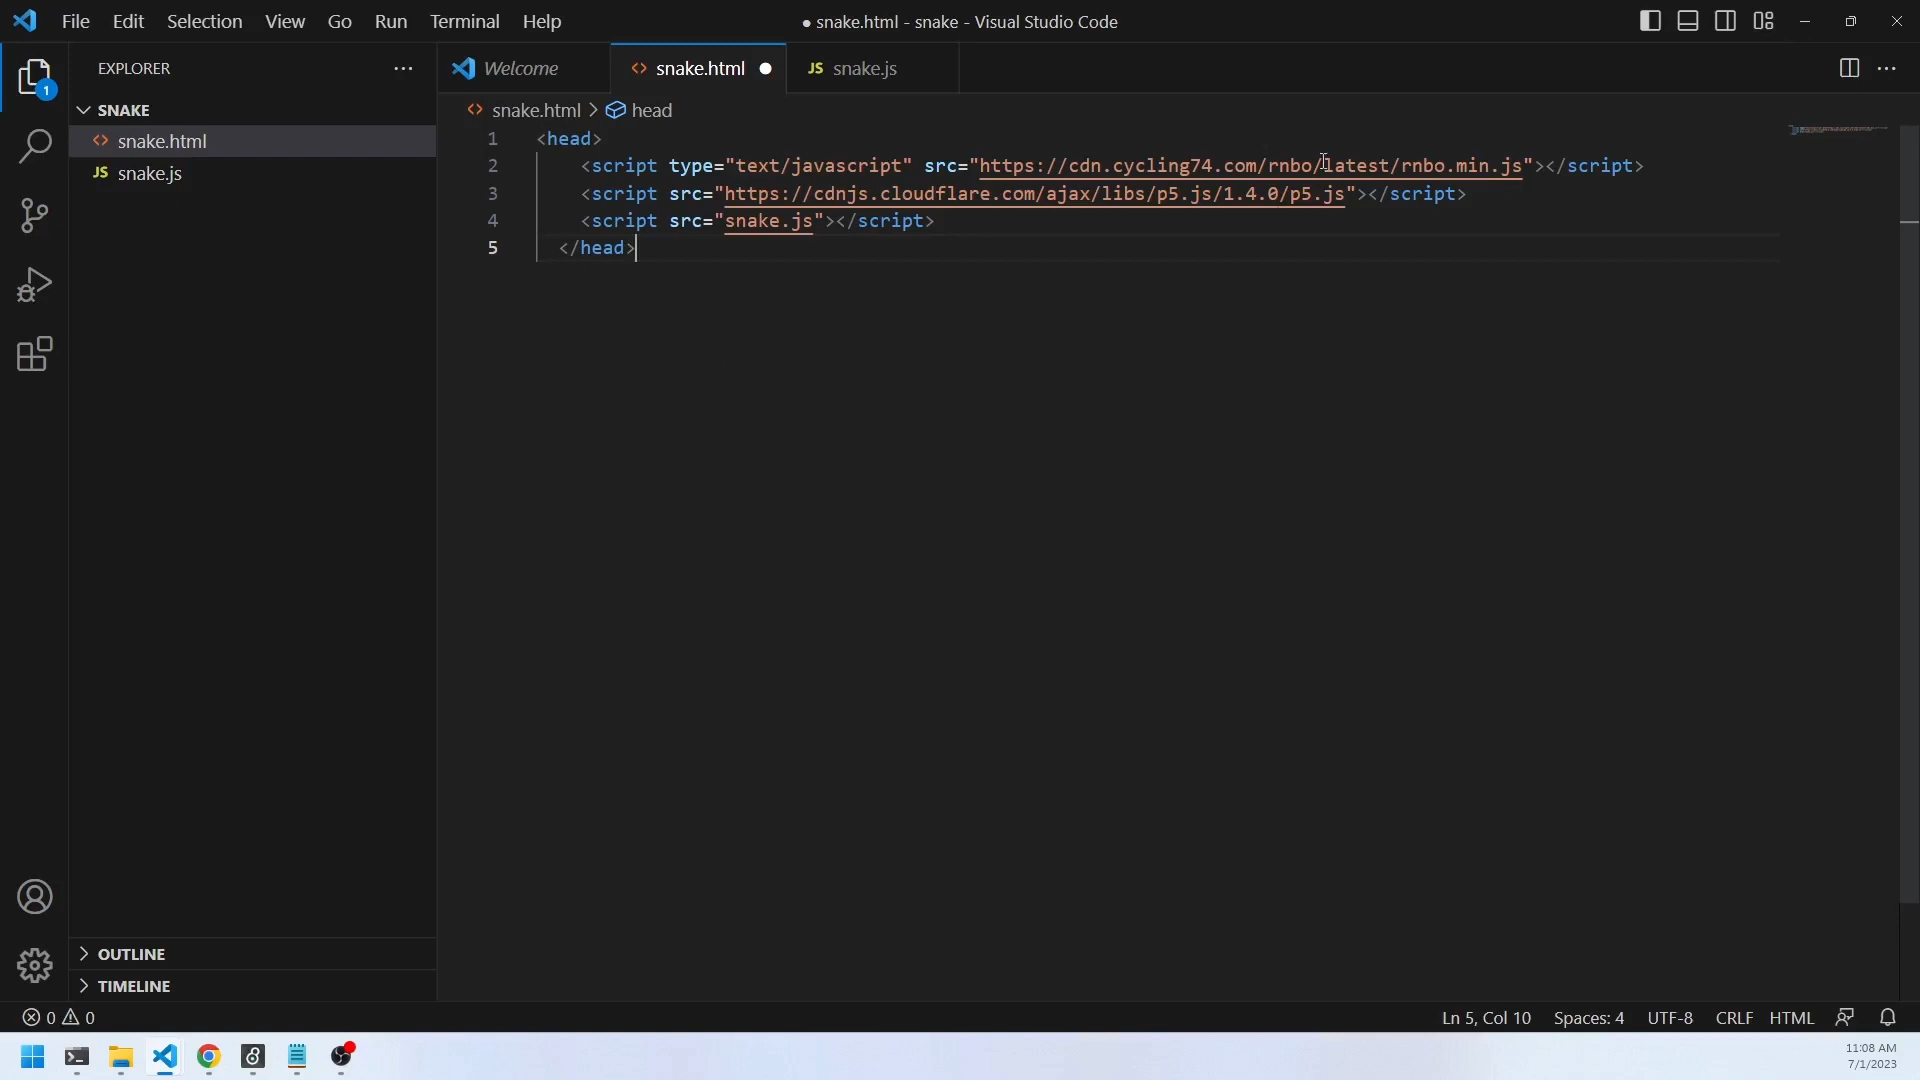 File Edit Selection View Go Run Terminal Help
● snake.html - snake - Visual Studio Code
EXPLORER
Welcome
snake.html
JS snake.js
1
SNAKE
snake.html
JS snake.js
OUTLINE
TIMELINE
snake.html > head
1 <head>
2 <script type="text/javascript" src="https://cdn.cycling74.com/rnbo/latest/rnbo.min.js"></script>
3 <script src="https://cdnjs.cloudflare.com/ajax/libs/p5.js/1.4.0/p5.js"></script>
4 <script src="snake.js"></script>
5 </head>
0 0
Ln 5, Col 10 Spaces: 4 UTF-8 CRLF HTML
11:08 AM
7/1/2023